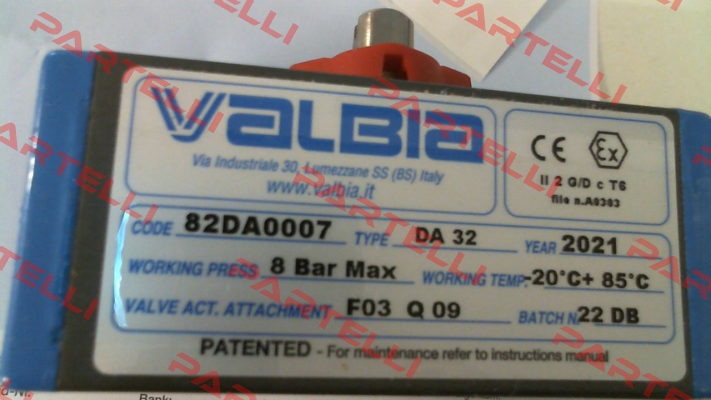 VALBIA
Via Industriale 30, Lumezzane SS (BS) Italy
www.valbia.it
CE Ex
II 2 G/D c T6
file n.A0303
CODE 82DA0007 TYPE DA 32 YEAR 2021
WORKING PRESS 8 Bar Max WORKING TEMP. -20°C+ 85°C
VALVE ACT. ATTACHMENT F03 Q 09 BATCH N. 22 DB
PATENTED - For maintenance refer to instructions manual
Bank:
PARTELLI
PARTELLI
PARTELLI
PARTELLI
PARTELLI
PARTELLI